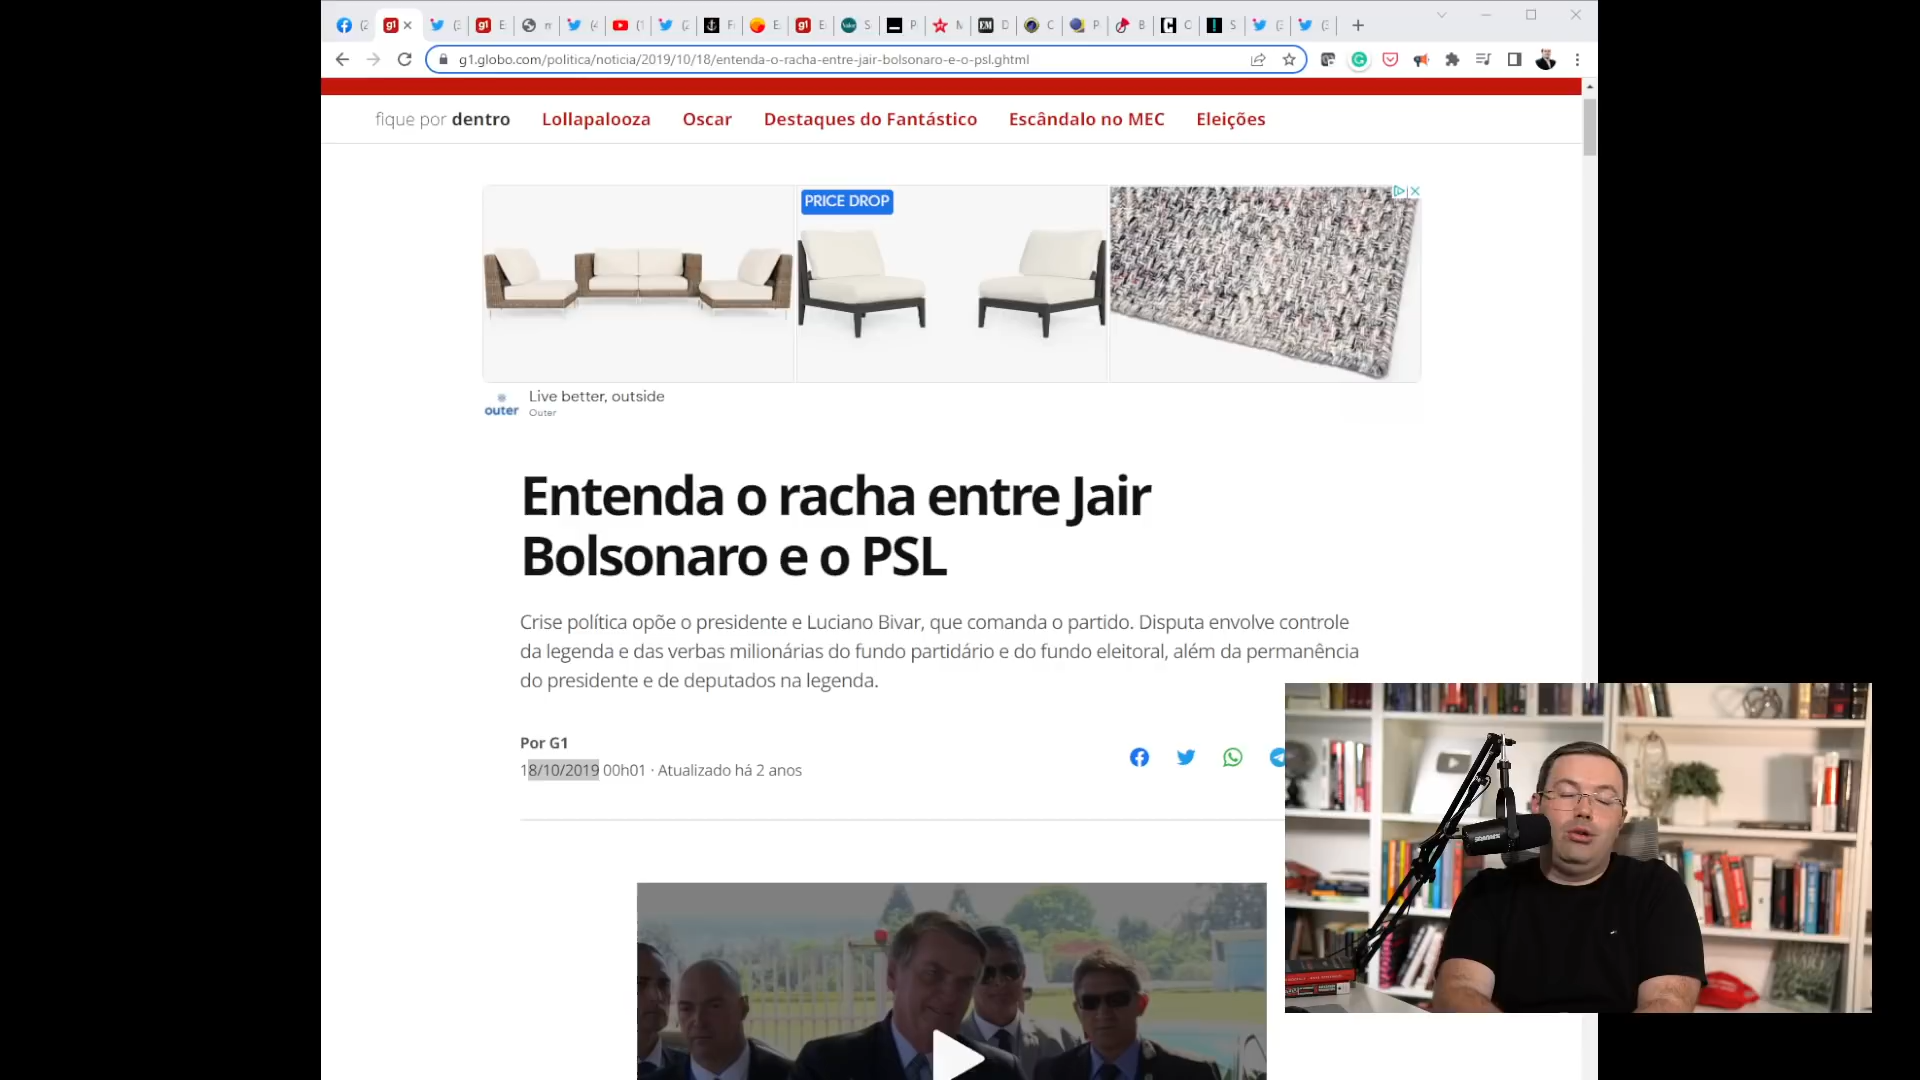 g1.globo.com/politica/noticia/2019/10/18/entenda-o-racha-entre-jair-bolsonaro-e-o-psl.ghtml
fique por dentro Lollapalooza Oscar Destaques do Fantástico Escândalo no MEC Eleições
PRICE DROP
outer
Live better, outside
Outer
Entenda o racha entre Jair
Bolsonaro e o PSL
Crise política opõe o presidente e Luciano Bivar, que comanda o partido. Disputa envolve controle
da legenda e das verbas milionárias do fundo partidário e do fundo eleitoral, além da permanência
do presidente e de deputados na legenda.
Por G1
18/10/2019 00h01 · Atualizado há 2 anos